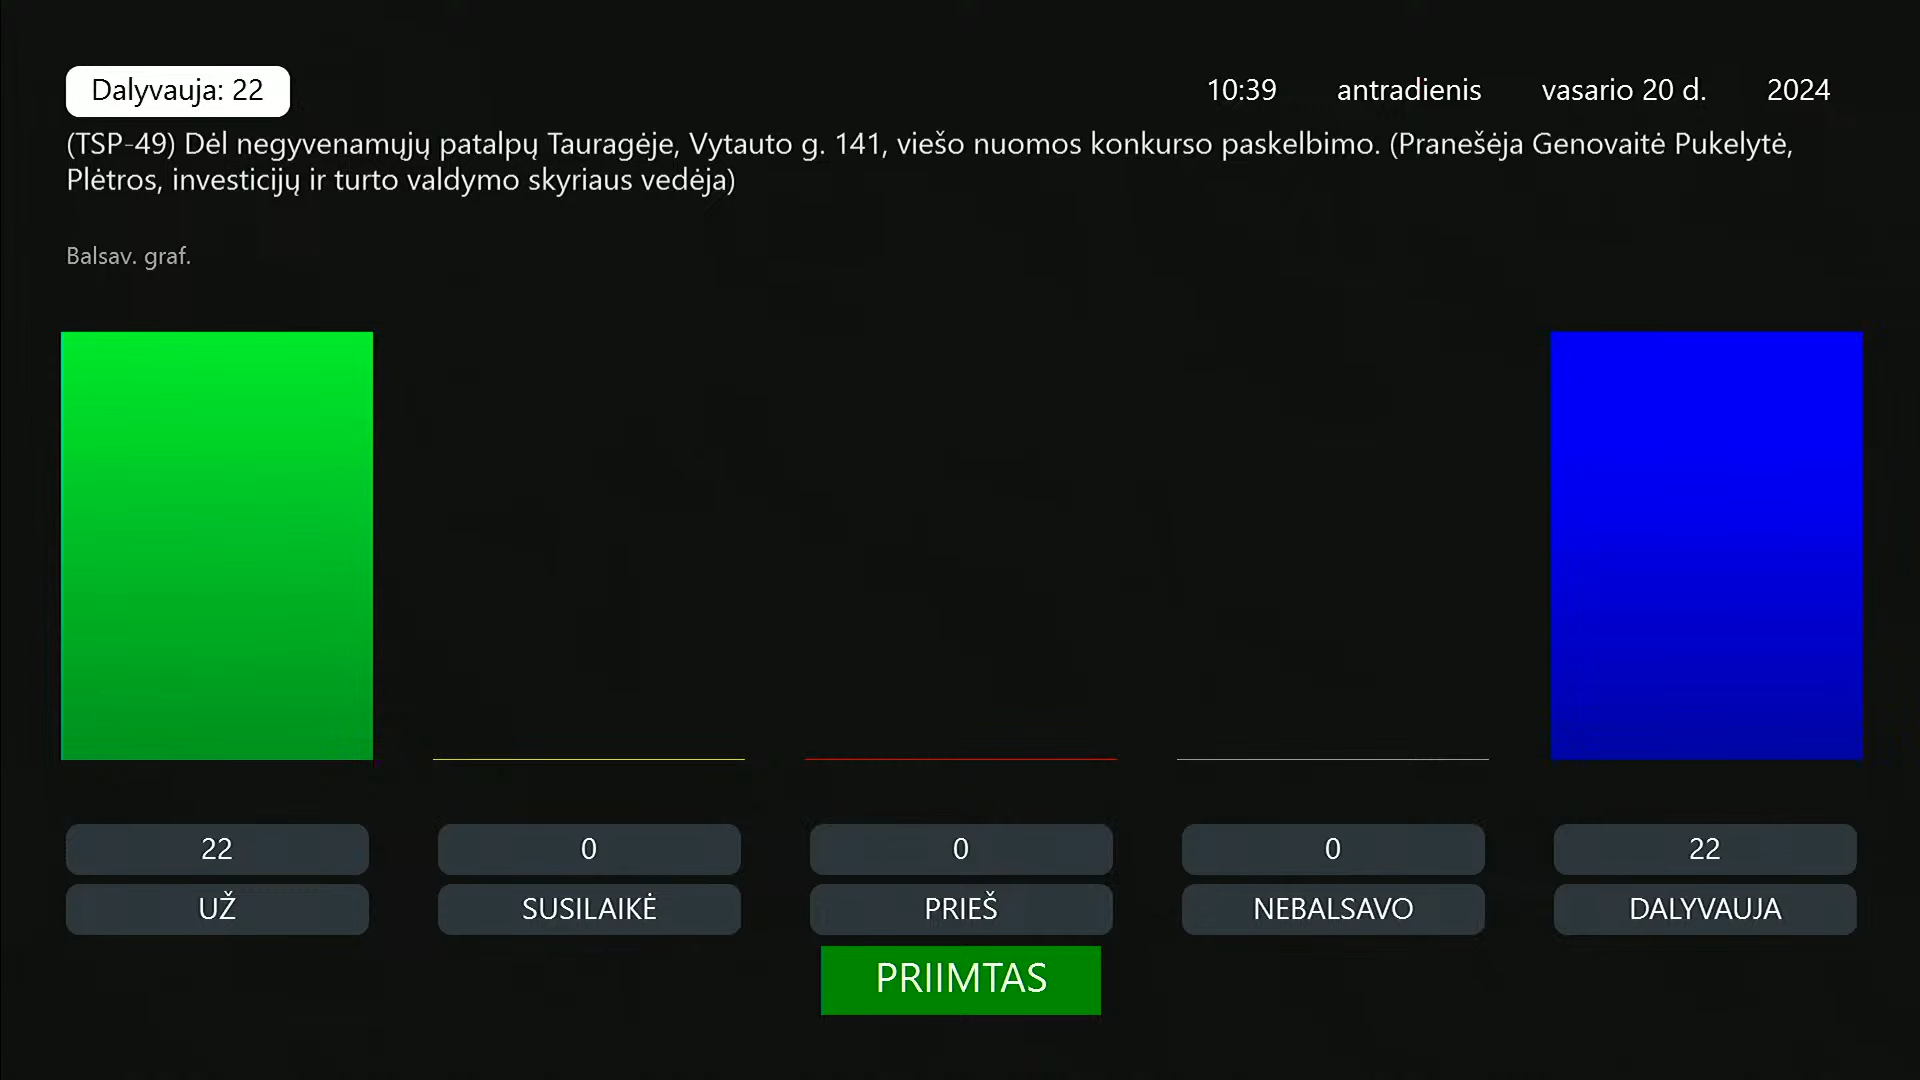 Dalyvauja: 22
10:39 antradienis vasario 20 d. 2024
(TSP-49) Dėl negyvenamųjų patalpų Tauragėje, Vytauto g. 141, viešo nuomos konkurso paskelbimo. (Pranešėja Genovaitė Pukelytė,
Plėtros, investicijų ir turto valdymo skyriaus vedėja)
Balsav. graf.
22 0 0 0 22
UŽ SUSILAIKĖ PRIEŠ NEBALSAVO DALYVAUJA
PRIIMTAS